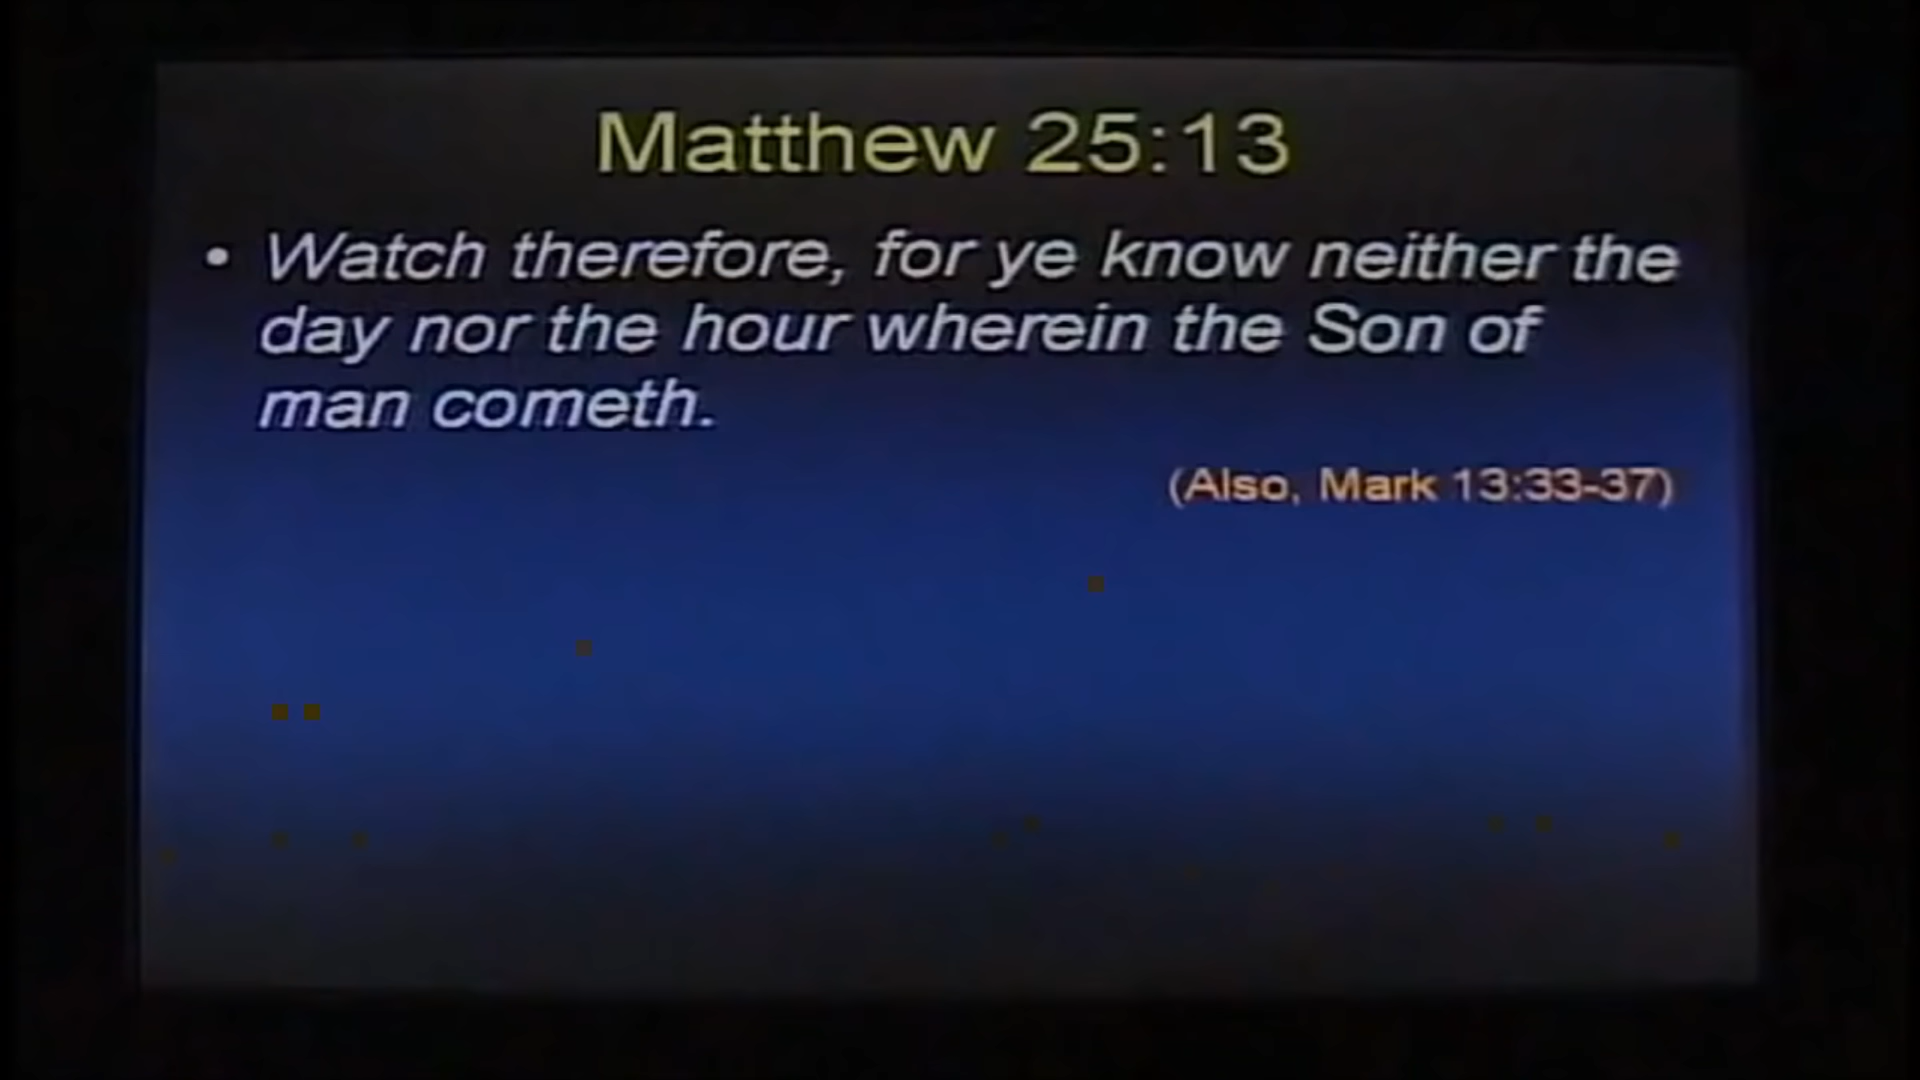 Matthew 25:13
• Watch therefore, for ye know neither the
day nor the hour wherein the Son of
man cometh.
(Also, Mark 13:33-37)